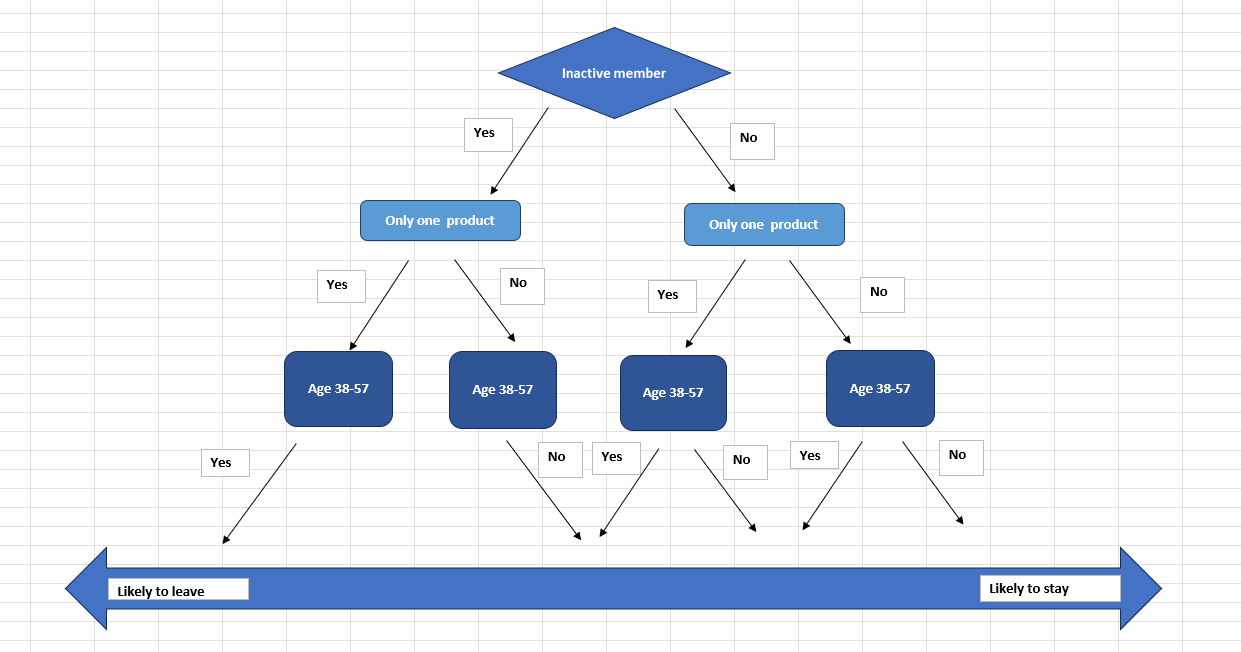 Inactive member
Yes
No
Only one  product
Only one  product
Yes
No
Yes
No
Age 38-57
Age 38-57
Age 38-57
Age 38-57
Yes
No
Yes
No
Yes
No
Likely to leave
Likely to stay